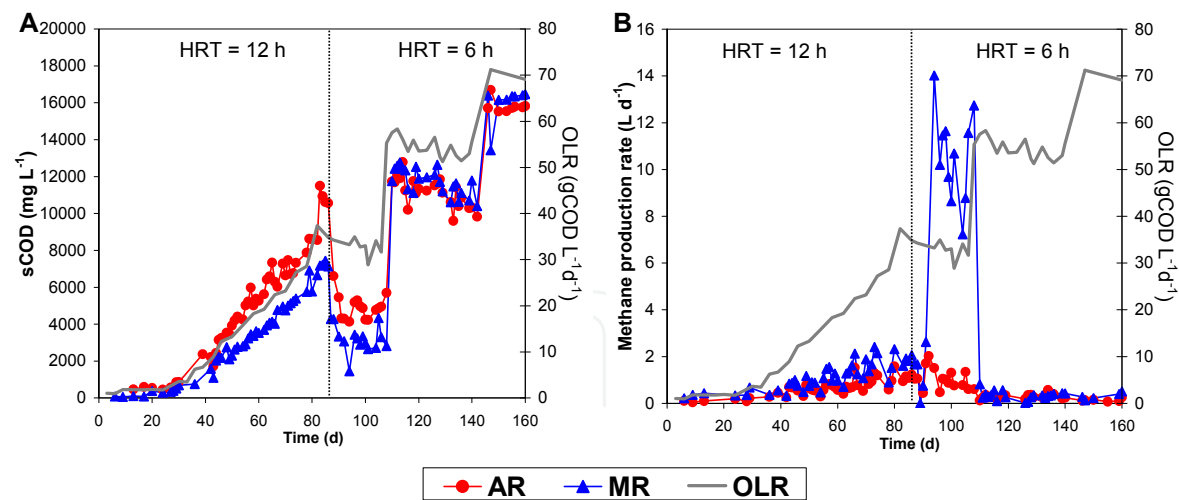 A
HRT = 12 h
HRT = 6 h
sCOD (mg L⁻¹)
20000
18000
16000
14000
12000
10000
8000
6000
4000
2000
0
0 20 40 60 80 100 120 140 160
Time (d)
80
70
60
50
40
30
20
10
0
OLR (gCOD L⁻¹d⁻¹)
B
HRT = 12 h
HRT = 6 h
Methane production rate (L d⁻¹)
16
14
12
10
8
6
4
2
0
0 20 40 60 80 100 120 140 160
Time (d)
80
70
60
50
40
30
20
10
0
OLR (gCOD L⁻¹d⁻¹)
AR MR OLR